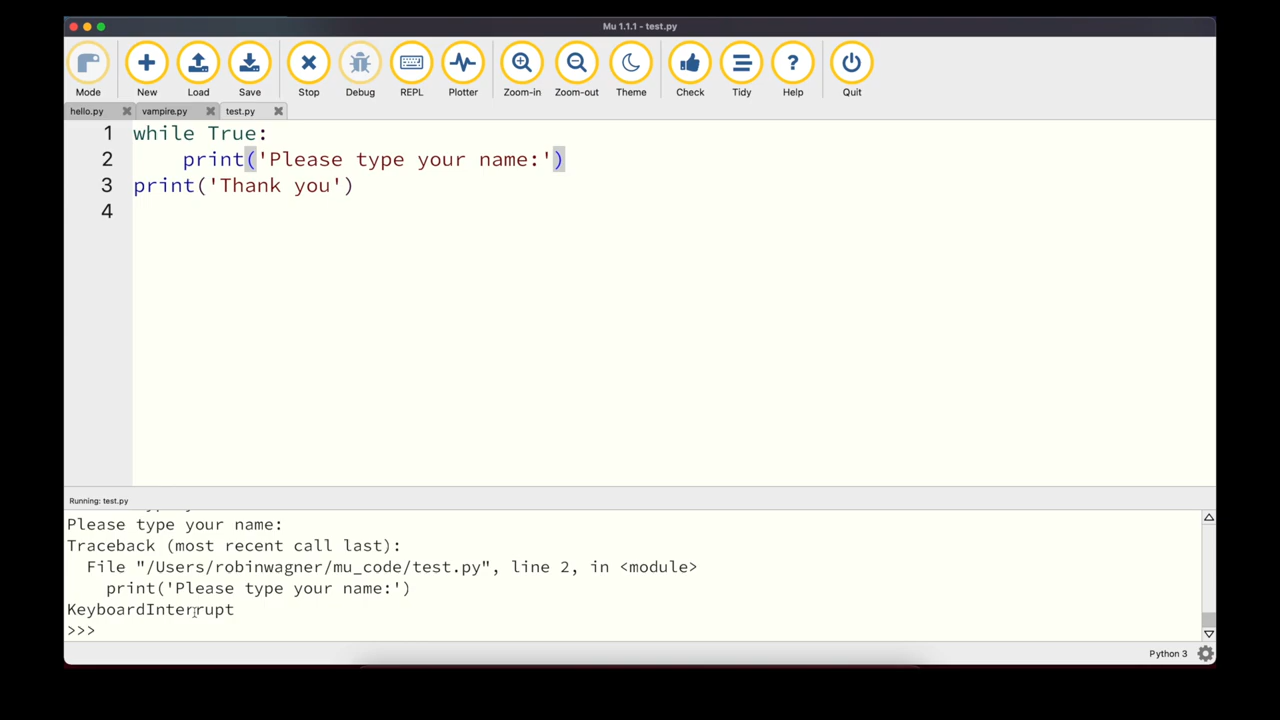 Mu 1.1.1 - test.py
Mode New Load Save Stop Debug REPL Plotter Zoom-in Zoom-out Theme Check Tidy ? Help Quit
hello.py vampire.py test.py
1 while True:
2 print('Please type your name:')
3 print('Thank you')
4
Running: test.py
Please type your name:
Traceback (most recent call last):
File "/Users/robinwagner/mu_code/test.py", line 2, in <module>
print('Please type your name:')
KeyboardInterrupt
>>>
Python 3